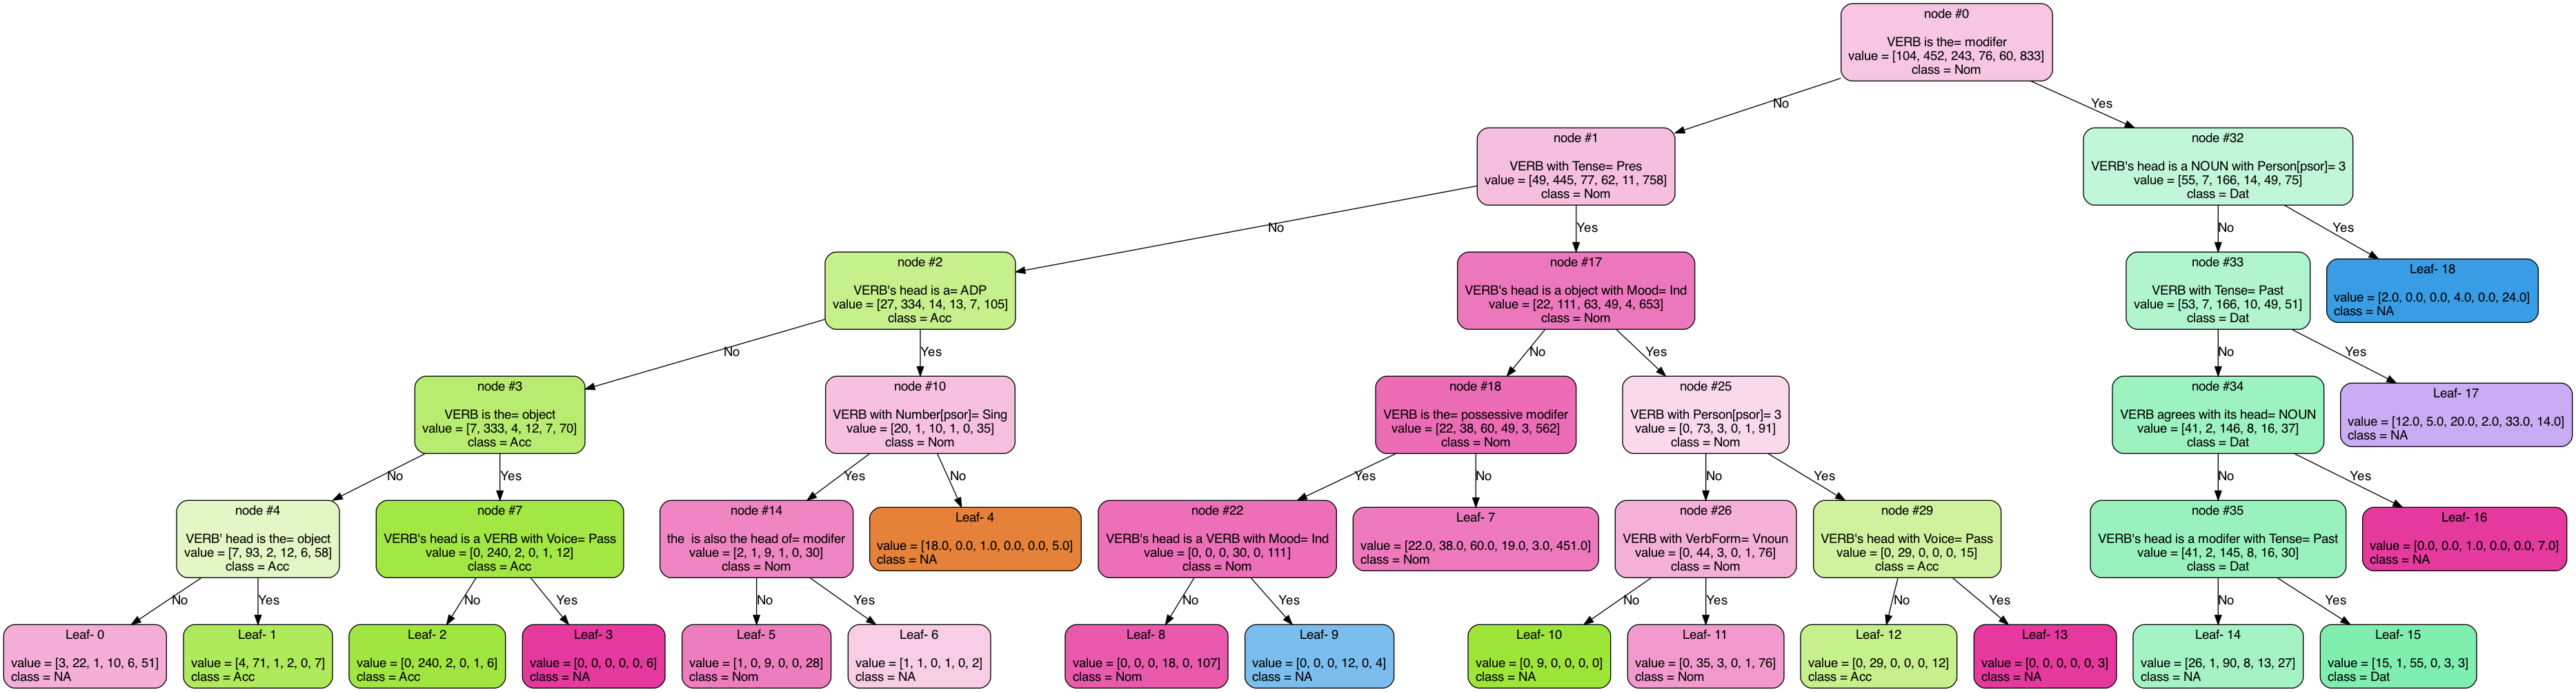 node #0
VERB is the= modifer
value = [104, 452, 243, 76, 60, 833]
class = Nom
No
Yes
node #1
VERB with Tense= Pres
value = [49, 445, 77, 62, 11, 758]
class = Nom
node #32
VERB's head is a NOUN with Person[psor]= 3
value = [55, 7, 166, 14, 49, 75]
class = Dat
No
Yes
No
Yes
node #2
VERB's head is a= ADP
value = [27, 334, 14, 13, 7, 105]
class = Acc
node #17
VERB's head is a object with Mood= Ind
value = [22, 111, 63, 49, 4, 653]
class = Nom
node #33
VERB with Tense= Past
value = [53, 7, 166, 10, 49, 51]
class = Dat
Leaf- 18
value = [2.0, 0.0, 0.0, 4.0, 0.0, 24.0]
class = NA
No
Yes
No
Yes
No
Yes
node #3
VERB is the= object
value = [7, 333, 4, 12, 7, 70]
class = Acc
node #10
VERB with Number[psor]= Sing
value = [20, 1, 10, 1, 0, 35]
class = Nom
node #18
VERB is the= possessive modifer
value = [22, 38, 60, 49, 3, 562]
class = Nom
node #25
VERB with Person[psor]= 3
value = [0, 73, 3, 0, 1, 91]
class = Nom
node #34
VERB agrees with its head= NOUN
value = [41, 2, 146, 8, 16, 37]
class = Dat
Leaf- 17
value = [12.0, 5.0, 20.0, 2.0, 33.0, 14.0]
class = NA
No
Yes
Yes
No
Yes
No
No
Yes
No
Yes
node #4
VERB' head is the= object
value = [7, 93, 2, 12, 6, 58]
class = Acc
node #7
VERB's head is a VERB with Voice= Pass
value = [0, 240, 2, 0, 1, 12]
class = Acc
node #14
the  is also the head of= modifer
value = [2, 1, 9, 1, 0, 30]
class = Nom
Leaf- 4
value = [18.0, 0.0, 1.0, 0.0, 0.0, 5.0]
class = NA
node #22
VERB's head is a VERB with Mood= Ind
value = [0, 0, 0, 30, 0, 111]
class = Nom
Leaf- 7
value = [22.0, 38.0, 60.0, 19.0, 3.0, 451.0]
class = Nom
node #26
VERB with VerbForm= Vnoun
value = [0, 44, 3, 0, 1, 76]
class = Nom
node #29
VERB's head with Voice= Pass
value = [0, 29, 0, 0, 0, 15]
class = Acc
node #35
VERB's head is a modifer with Tense= Past
value = [41, 2, 145, 8, 16, 30]
class = Dat
Leaf- 16
value = [0.0, 0.0, 1.0, 0.0, 0.0, 7.0]
class = NA
No
Yes
No
Yes
No
Yes
No
Yes
No
Yes
No
Yes
No
Yes
Leaf- 0
value = [3, 22, 1, 10, 6, 51]
class = NA
Leaf- 1
value = [4, 71, 1, 2, 0, 7]
class = Acc
Leaf- 2
value = [0, 240, 2, 0, 1, 6]
class = Acc
Leaf- 3
value = [0, 0, 0, 0, 0, 6]
class = NA
Leaf- 5
value = [1, 0, 9, 0, 0, 28]
class = Nom
Leaf- 6
value = [1, 1, 0, 1, 0, 2]
class = NA
Leaf- 8
value = [0, 0, 0, 18, 0, 107]
class = Nom
Leaf- 9
value = [0, 0, 0, 12, 0, 4]
class = NA
Leaf- 10
value = [0, 9, 0, 0, 0, 0]
class = NA
Leaf- 11
value = [0, 35, 3, 0, 1, 76]
class = Nom
Leaf- 12
value = [0, 29, 0, 0, 0, 12]
class = Acc
Leaf- 13
value = [0, 0, 0, 0, 0, 3]
class = NA
Leaf- 14
value = [26, 1, 90, 8, 13, 27]
class = NA
Leaf- 15
value = [15, 1, 55, 0, 3, 3]
class = Dat